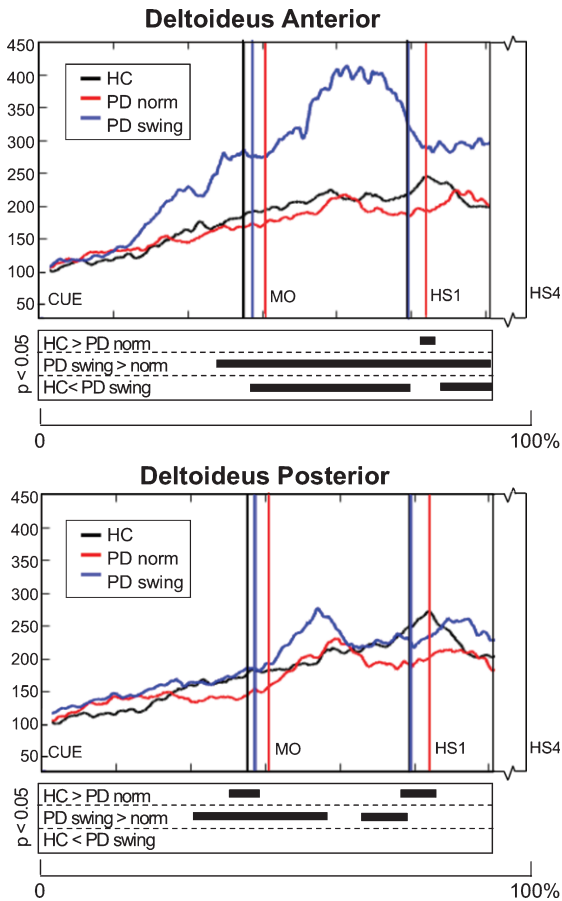 Deltoideus Anterior
450
400
350
300
250
200
150
100
50
HC
PD norm
PD swing
CUE
MO
HS1
HS4
p < 0.05
HC > PD norm
PD swing > norm
HC< PD swing
0
100%
Deltoideus Posterior
450
400
350
300
250
200
150
100
50
HC
PD norm
PD swing
CUE
MO
HS1
HS4
p < 0.05
HC > PD norm
PD swing > norm
HC < PD swing
0
100%